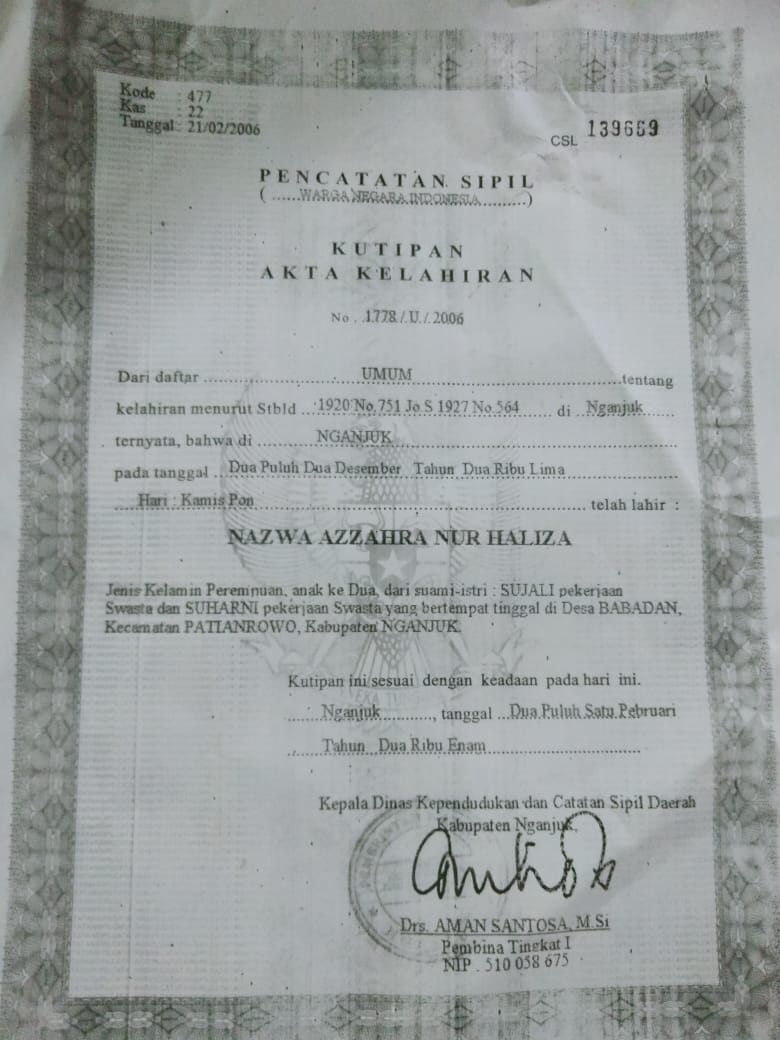 Kode : 477
Kas : 22
Tanggal : 21/02/2006
CSL 139669
PENCATATAN SIPIL
( ......WARGA NEGARA INDONESIA.........)
KUTIPAN
AKTA KELAHIRAN
No . .1.778./.U./.2006
Dari daftar ........ UMUM ........tentang
kelahiran menurut Stbld ...1920 No.751 Jo.S 1927 No.564 ...... di ..Nganjuk.....
ternyata, bahwa di ........... NGANJUK ........
pada tanggal ..Dua Puluh Dua Desember Tahun Dua Ribu Lima ........
.....Hari : Kamis Pon ........ telah lahir :
NAZWA AZZAHRA NUR HALIZA
Jenis Kelamin Perempuan, anak ke Dua, dari suami-istri : SUJALI pekerjaan
Swasta dan SUHARNI pekerjaan Swasta yang bertempat tinggal di Desa BABADAN,
Kecamatan PATIANROWO, Kabupaten NGANJUK.
Kutipan ini sesuai dengan keadaan pada hari ini.
...... Nganjuk .........., tanggal ..Dua Puluh Satu Pebruari
...... Tahun Dua Ribu Enam ........
Kepala Dinas Kependudukan dan Catatan Sipil Daerah
Kabupaten Nganjuk,
Drs. AMAN SANTOSA, M.Si
Pembina Tingkat I
NIP . 510 058 675